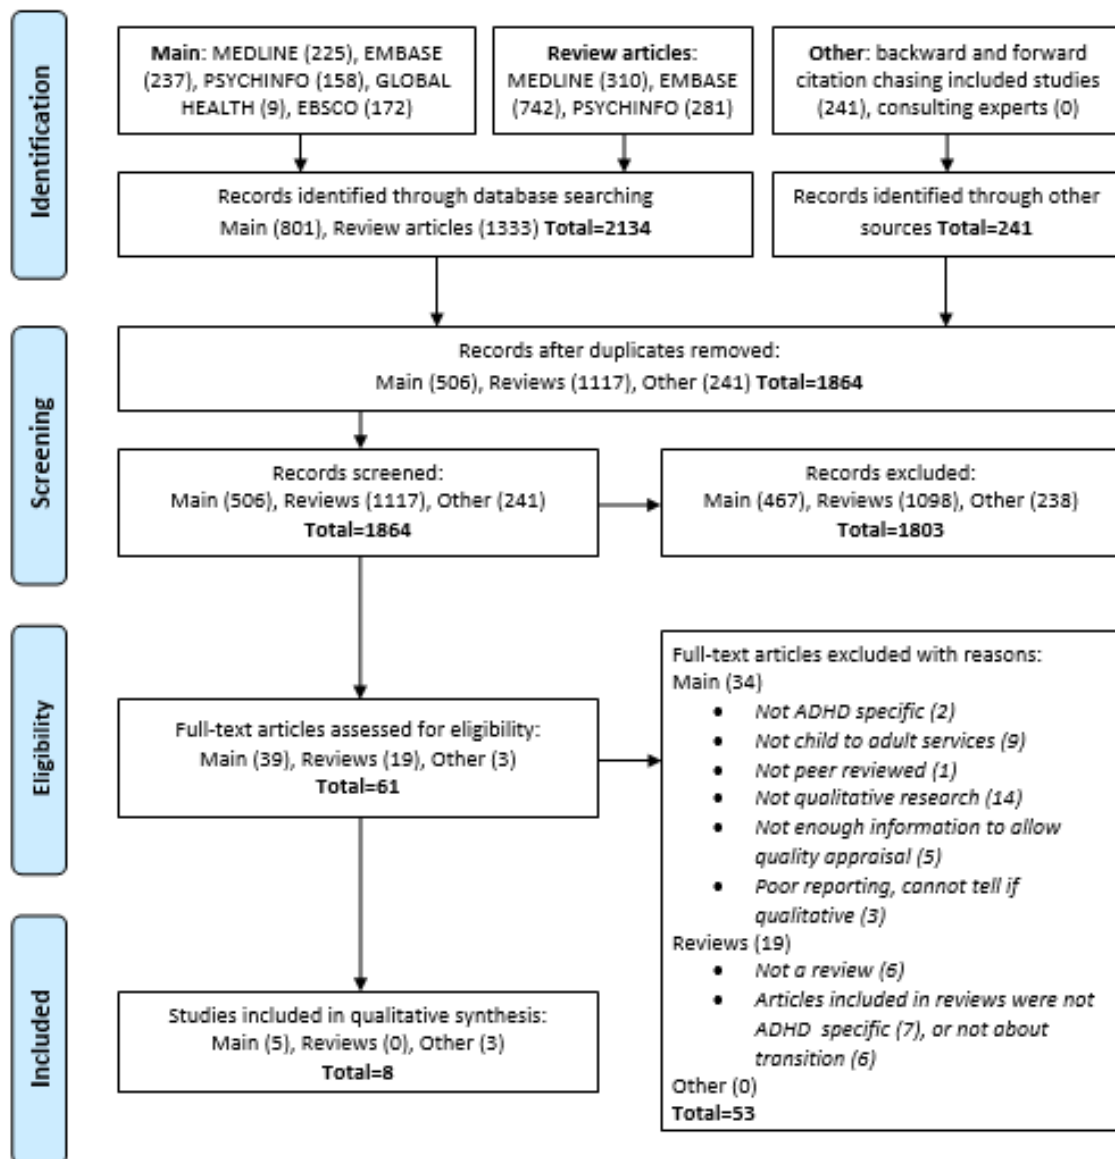 Identification
Main: MEDLINE (225), EMBASE
(237), PSYCHINFO (158), GLOBAL
HEALTH (9), EBSCO (172)
Review articles:
MEDLINE (310), EMBASE
(742), PSYCHINFO (281)
Other: backward and forward
citation chasing included studies
(241), consulting experts (0)
Records identified through database searching
Main (801), Review articles (1333) Total=2134
Records identified through other
sources Total=241
Screening
Records after duplicates removed:
Main (506), Reviews (1117), Other (241) Total=1864
Records screened:
Main (506), Reviews (1117), Other (241)
Total=1864
Records excluded:
Main (467), Reviews (1098), Other (238)
Total=1803
Eligibility
Full-text articles assessed for eligibility:
Main (39), Reviews (19), Other (3)
Total=61
Full-text articles excluded with reasons:
Main (34)
• Not ADHD specific (2)
• Not child to adult services (9)
• Not peer reviewed (1)
• Not qualitative research (14)
• Not enough information to allow
quality appraisal (5)
• Poor reporting, cannot tell if
qualitative (3)
Reviews (19)
• Not a review (6)
• Articles included in reviews were not
ADHD specific (7), or not about
transition (6)
Other (0)
Total=53
Included
Studies included in qualitative synthesis:
Main (5), Reviews (0), Other (3)
Total=8